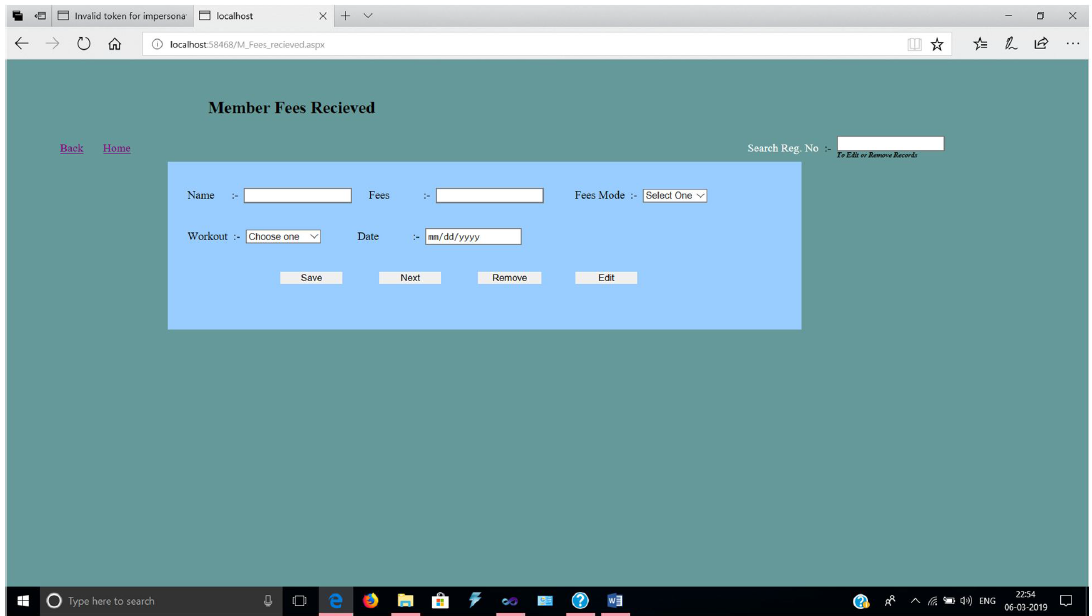 Invalid token for impersonat
localhost
localhost:58468/M_Fees_recieved.aspx
Member Fees Recieved
Back Home Search Reg. No :-
To Edit or Remove Records
Name :- Fees :- Fees Mode :- Select One
Workout :- Choose one Date :- mm/dd/yyyy
Save Next Remove Edit
Type here to search
ENG
22:54
06-03-2019